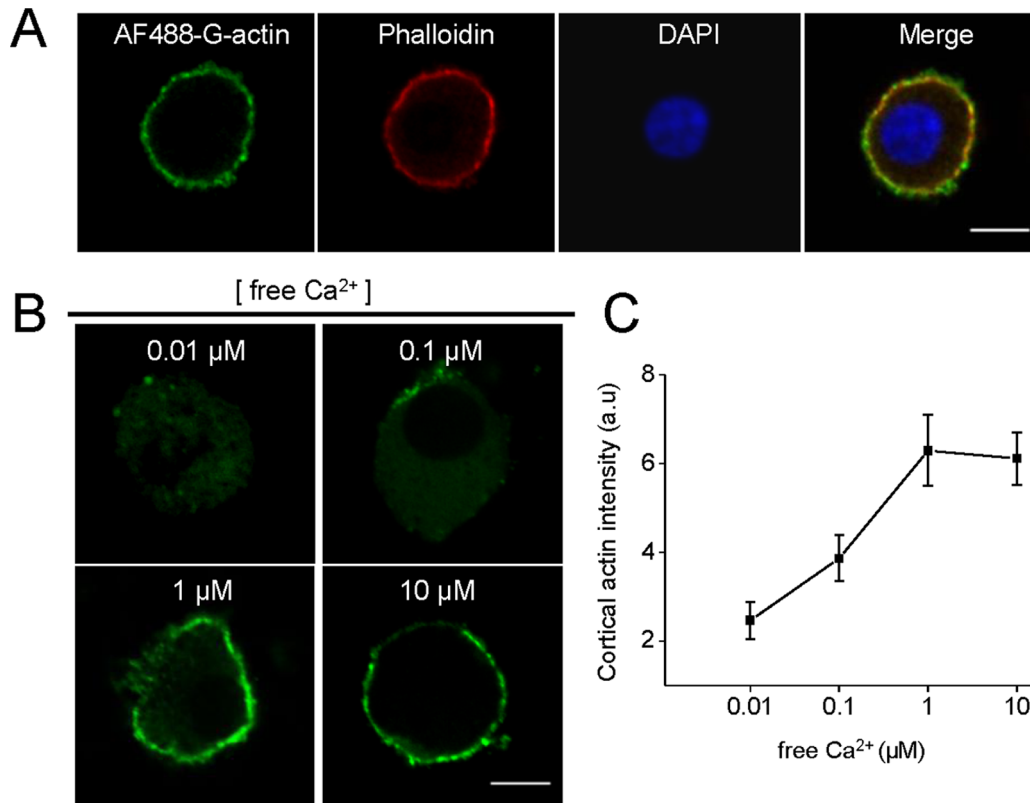 A
AF488-G-actin
Phalloidin
DAPI
Merge
B
[ free Ca²⁺ ]
0.01 µM
0.1 µM
1 µM
10 µM
C
Cortical actin intensity (a.u)
8
6
4
2
0.01 0.1 1 10
free Ca²⁺ (µM)